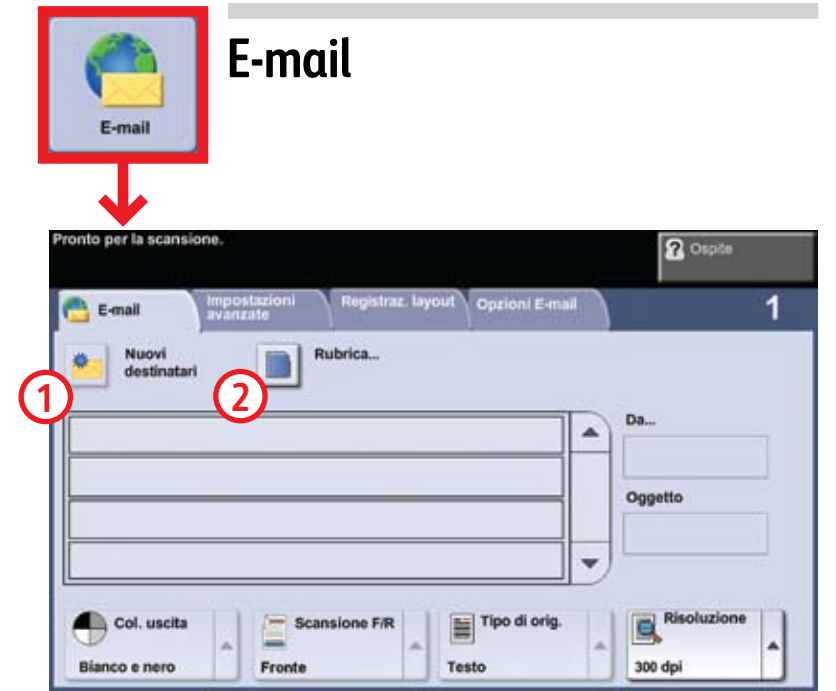 E-mail
E-mail
Pronto per la scansione.
Ospite
E-mail
Impostazioni
avanzate
Registraz. layout
Opzioni E-mail
1
Nuovi
destinatari
Rubrica...
1
2
Da...
Oggetto
Col. uscita
Bianco e nero
Scansione F/R
Fronte
Tipo di orig.
Testo
Risoluzione
300 dpi